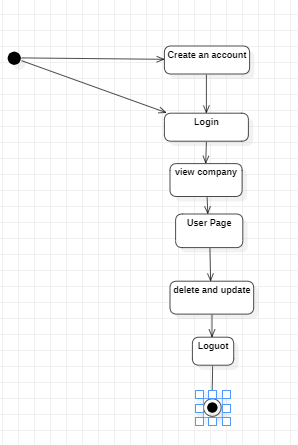 Create an account
Login
view company
User Page
delete and update
Loguot